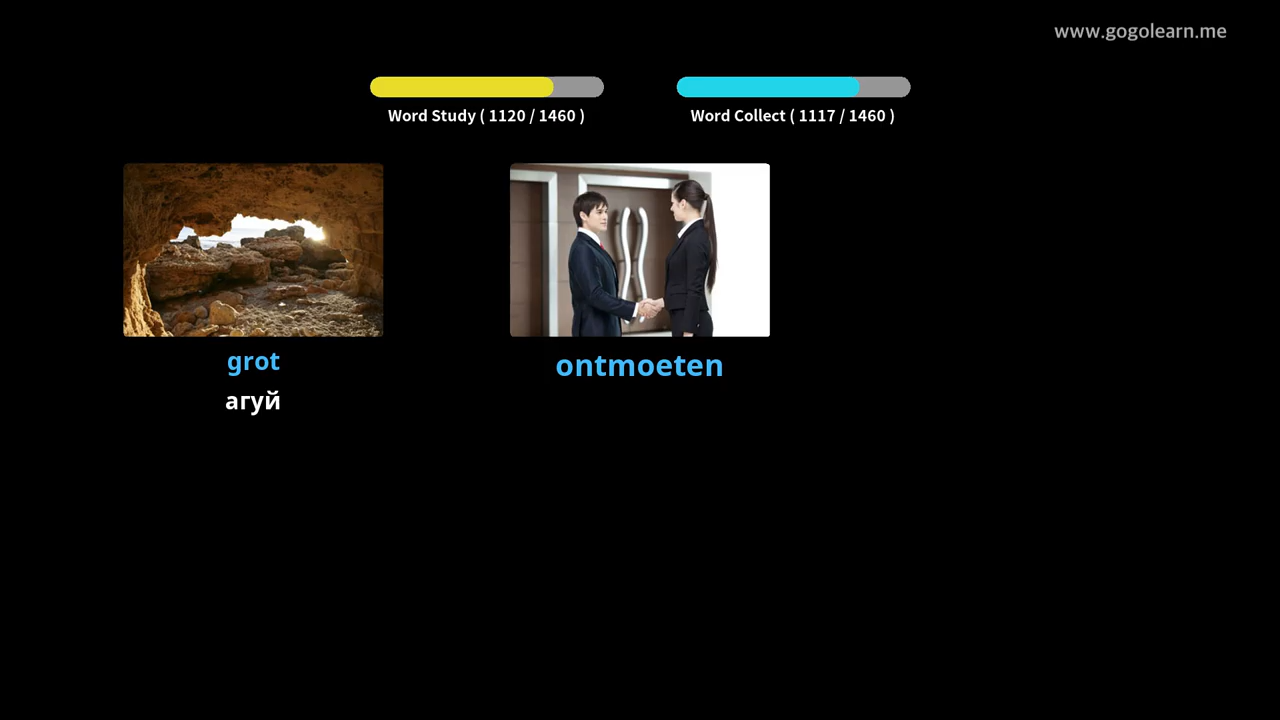 www.gogolearn.me
Word Study ( 1120 / 1460 )
Word Collect ( 1117 / 1460 )
grot
агуй
ontmoeten